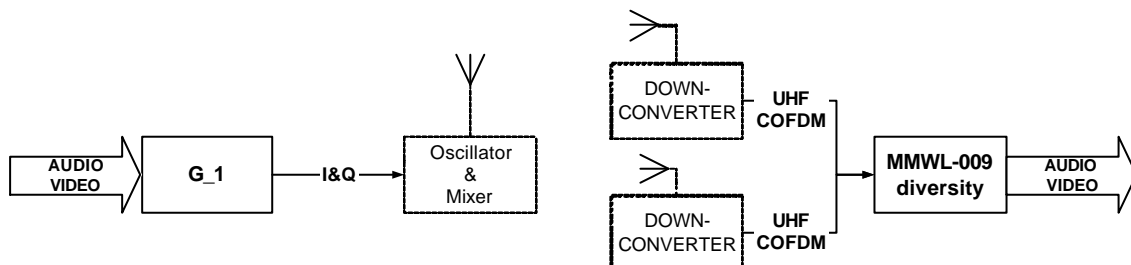 AUDIO
VIDEO
G_1
I&Q
Oscillator
&
Mixer
DOWN-
CONVERTER
UHF
COFDM
DOWN-
CONVERTER
UHF
COFDM
MMWL-009
diversity
AUDIO
VIDEO